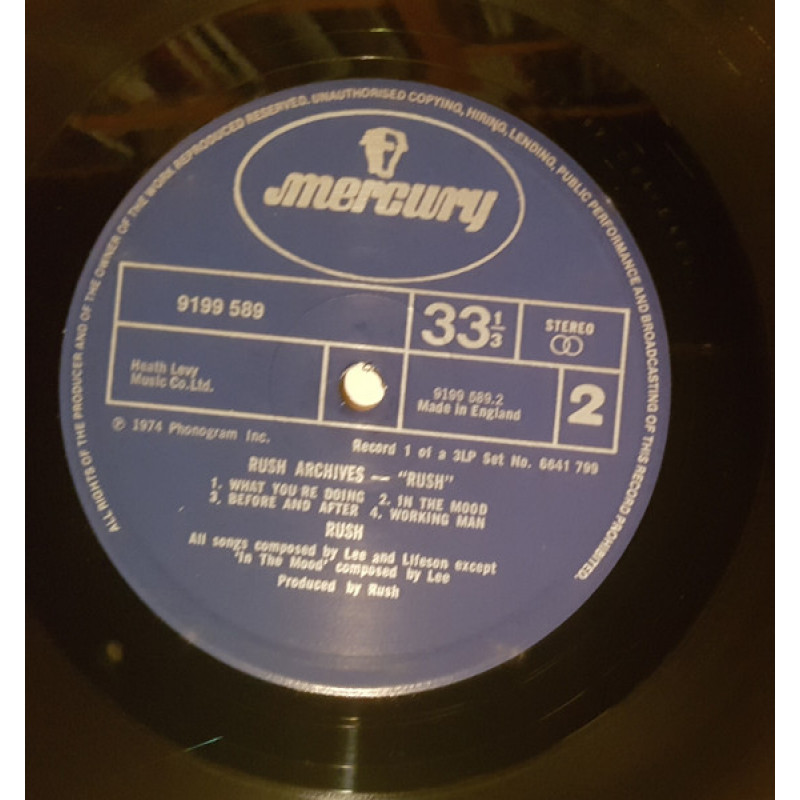 ALL RIGHTS OF THE PRODUCER AND OF THE OWNER OF THE WORK REPRODUCED RESERVED. UNAUTHORISED COPYING, HIRING, LENDING, PUBLIC PERFORMANCE AND BROADCASTING OF THIS RECORD PROHIBITED.
mercury
9199 589
33 1/3
STEREO
Heath Levy
Music Co.Ltd.
9199 589.2
Made in England
2
℗ 1974 Phonogram Inc.
Record 1 of a 3LP Set No. 6641 799
RUSH ARCHIVES — "RUSH"
1. WHAT YOU'RE DOING 2. IN THE MOOD
3. BEFORE AND AFTER 4. WORKING MAN
RUSH
All songs composed by Lee and Lifeson except
'In The Mood' composed by Lee
Produced by Rush